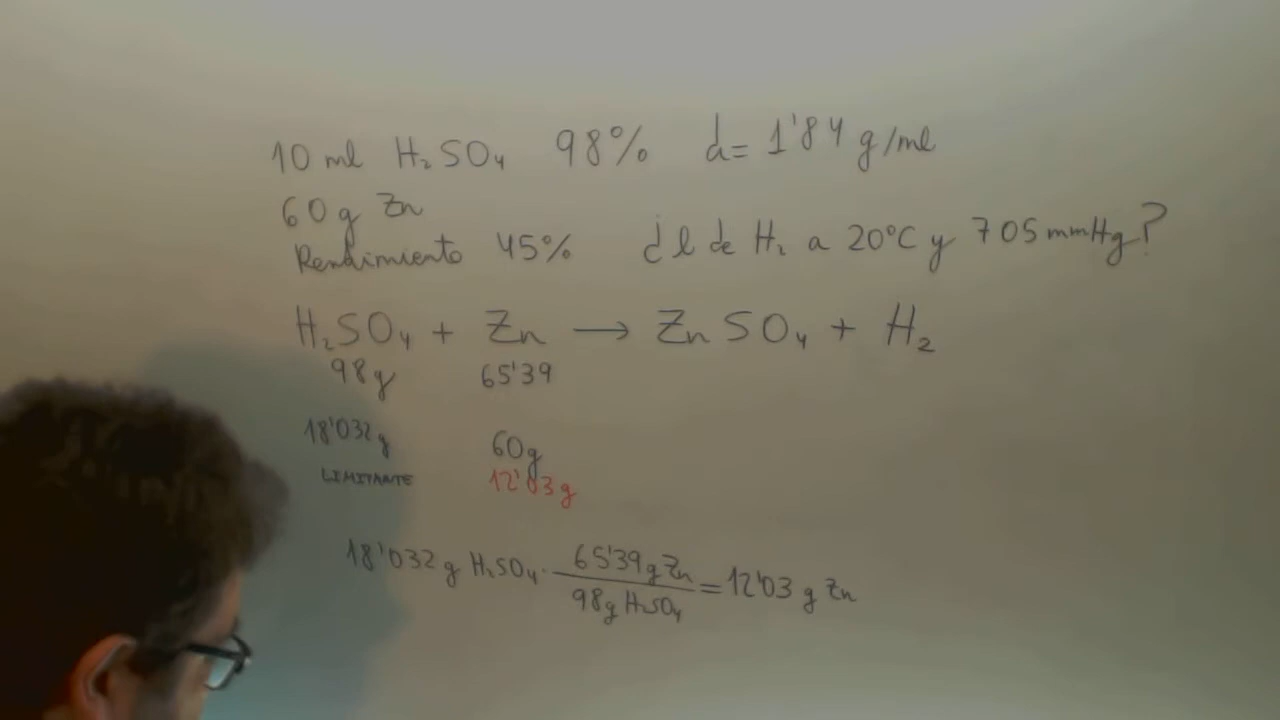 10 ml H₂SO₄ 98% d= 1'84 g/ml
60g Zn
Rendimiento 45% ¿l de H₂ a 20°C y 705 mmHg?
H₂SO₄ + Zn → ZnSO₄ + H₂
98g 65'39
18'032g 60g
LIMITANTE 12'03g
18'032 g H₂SO₄ · 65'39 g Zn / 98g H₂SO₄ = 12'03 g Zn